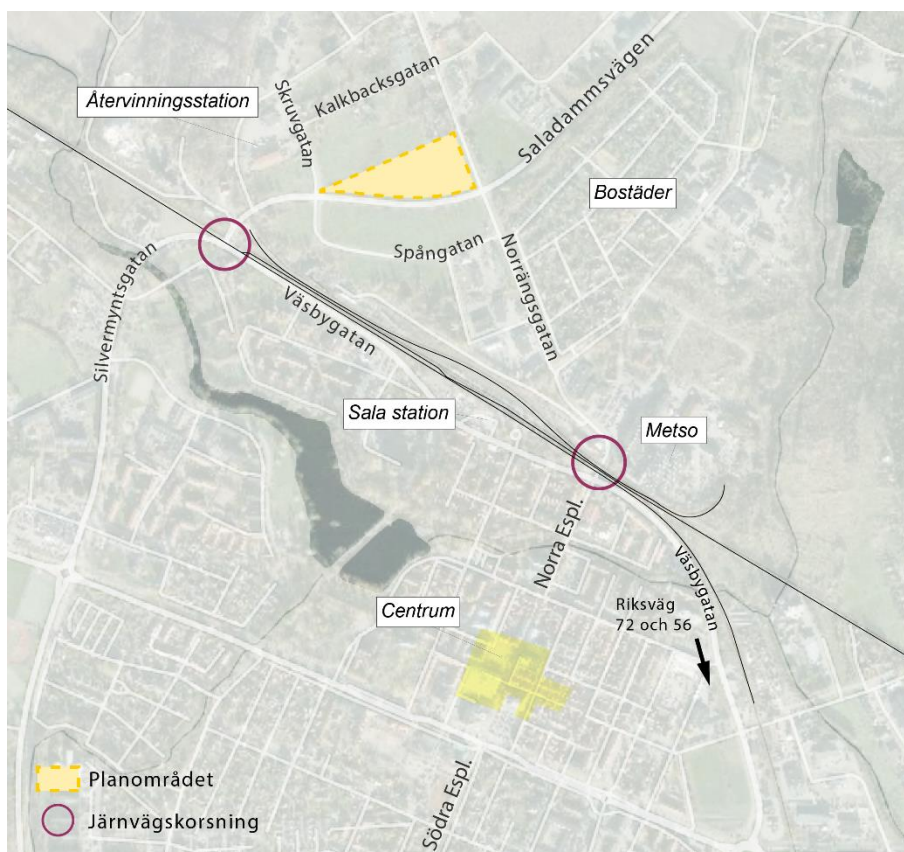 Återvinningsstation
Skruvgatan
Kalkbacksgatan
Saladammsvägen
Bostäder
Spångatan
Norrängsgatan
Silvermyntsgatan
Väsbygatan
Sala station
Metso
Norra Espl.
Väsbygatan
Riksväg
72 och 56
Centrum
Södra Espl.
Planområdet
Järnvägskorsning